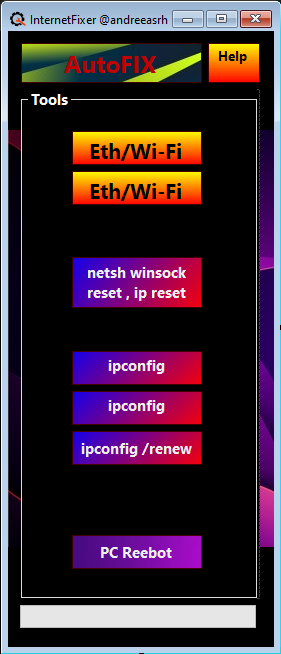 InternetFixer @andreeasrh
AutoFIX
Help
Tools
Eth/Wi-Fi
Eth/Wi-Fi
netsh winsock
reset , ip reset
ipconfig
ipconfig
ipconfig /renew
PC Reebot